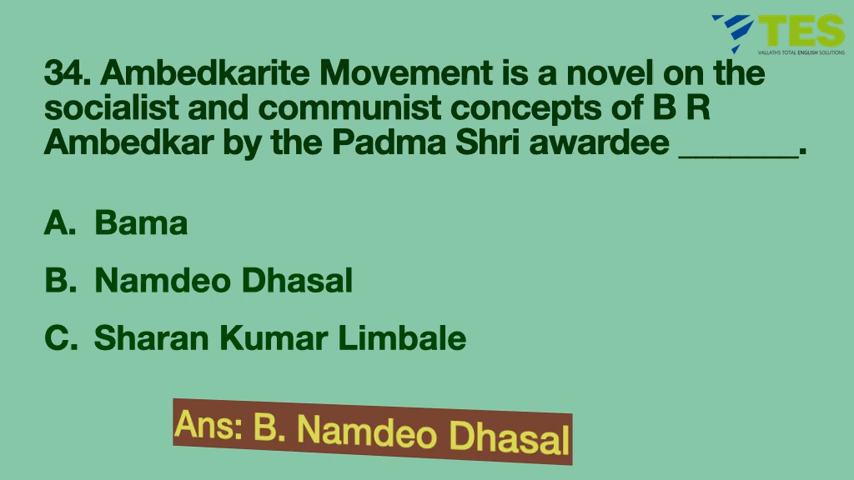 TES
VALLATHS TOTAL ENGLISH SOLUTIONS
34. Ambedkarite Movement is a novel on the
socialist and communist concepts of B R
Ambedkar by the Padma Shri awardee _______.
A. Bama
B. Namdeo Dhasal
C. Sharan Kumar Limbale
Ans: B. Namdeo Dhasal